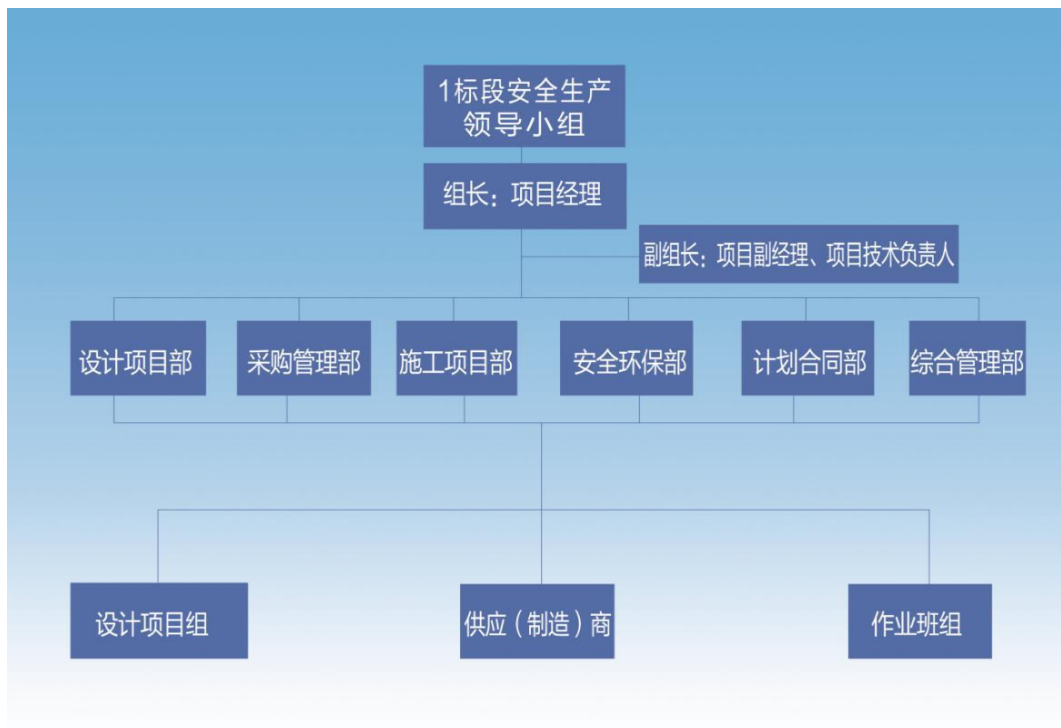 1标段安全生产
领导小组
组长：项目经理
副组长：项目副经理、项目技术负责人
设计项目部
采购管理部
施工项目部
安全环保部
计划合同部
综合管理部
设计项目组
供应（制造）商
作业班组